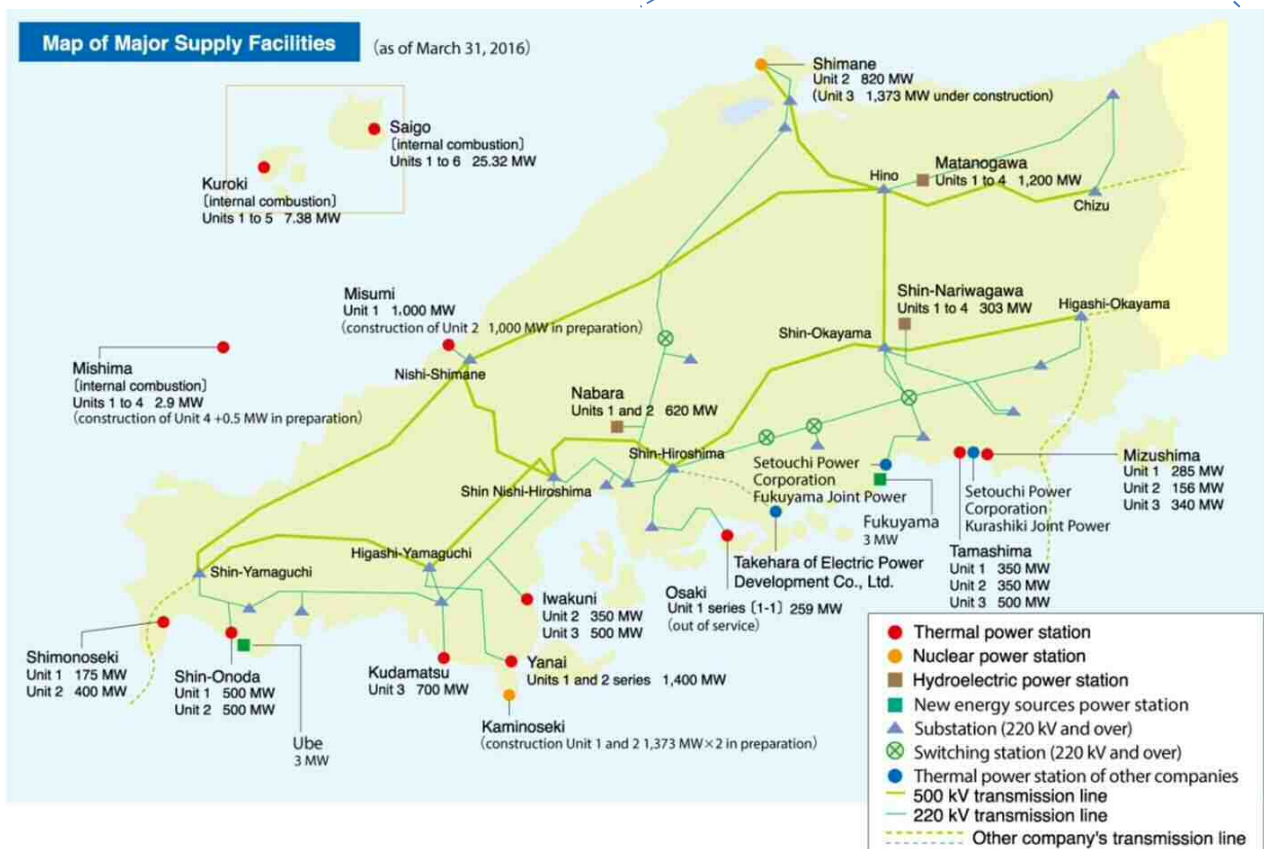 Map of Major Supply Facilities
(as of March 31, 2016)
Shimane
Unit 2 820 MW
(Unit 3 1,373 MW under construction)
Saigo
[internal combustion]
Units 1 to 6 25.32 MW
Kuroki
[internal combustion]
Units 1 to 5 7.38 MW
Hino
Matanogawa
Units 1 to 4 1,200 MW
Chizu
Misumi
Unit 1 1,000 MW
(construction of Unit 2 1,000 MW in preparation)
Shin-Nariwagawa
Units 1 to 4 303 MW
Higashi-Okayama
Shin-Okayama
Mishima
[internal combustion]
Units 1 to 4 2.9 MW
(construction of Unit 4 +0.5 MW in preparation)
Nishi-Shimane
Nabara
Units 1 and 2 620 MW
Shin-Hiroshima
Shin Nishi-Hiroshima
Setouchi Power
Corporation
Fukuyama Joint Power
Fukuyama
3 MW
Setouchi Power
Corporation
Kurashiki Joint Power
Mizushima
Unit 1 285 MW
Unit 2 156 MW
Unit 3 340 MW
Tamashima
Unit 1 350 MW
Unit 2 350 MW
Unit 3 500 MW
Takehara of Electric Power
Development Co., Ltd.
Osaki
Unit 1 series [1-1] 259 MW
(out of service)
Higashi-Yamaguchi
Shin-Yamaguchi
Iwakuni
Unit 2 350 MW
Unit 3 500 MW
Shimonoseki
Unit 1 175 MW
Unit 2 400 MW
Shin-Onoda
Unit 1 500 MW
Unit 2 500 MW
Kudamatsu
Unit 3 700 MW
Yanai
Units 1 and 2 series 1,400 MW
Kaminoseki
(construction Unit 1 and 2 1,373 MW×2 in preparation)
Ube
3 MW
Thermal power station
Nuclear power station
Hydroelectric power station
New energy sources power station
Substation (220 kV and over)
Switching station (220 kV and over)
Thermal power station of other companies
500 kV transmission line
220 kV transmission line
Other company's transmission line